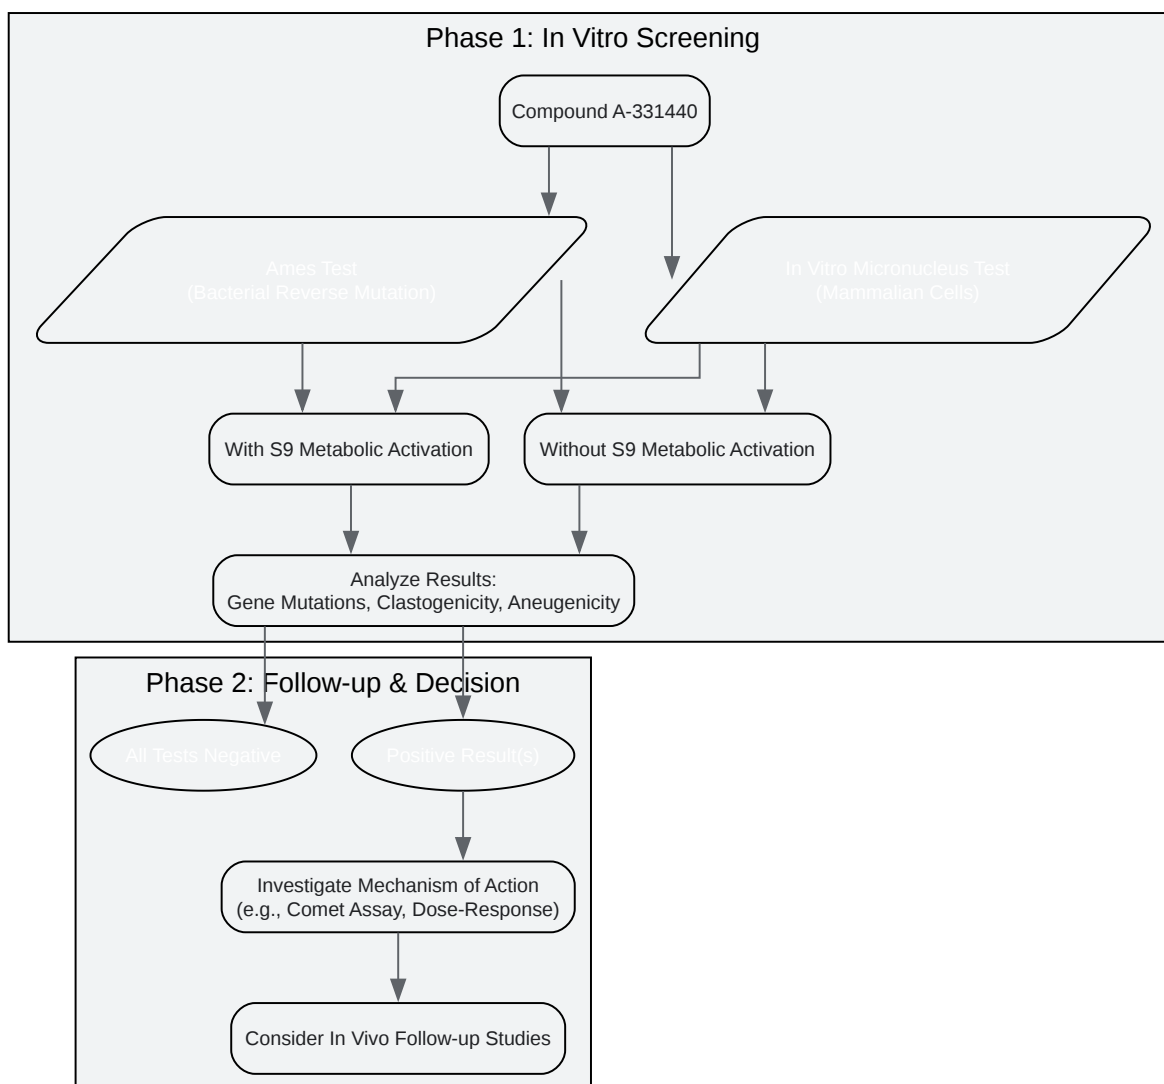 Phase 1: In Vitro Screening
Compound A-331440
Ames Test
(Bacterial Reverse Mutation)
In Vitro Micronucleus Test
(Mammalian Cells)
With S9 Metabolic Activation
Without S9 Metabolic Activation
Analyze Results:
Gene Mutations, Clastogenicity, Aneugenicity
Phase 2: Follow-up & Decision
All Tests Negative
Positive Result(s)
Investigate Mechanism of Action
(e.g., Comet Assay, Dose-Response)
Consider In Vivo Follow-up Studies